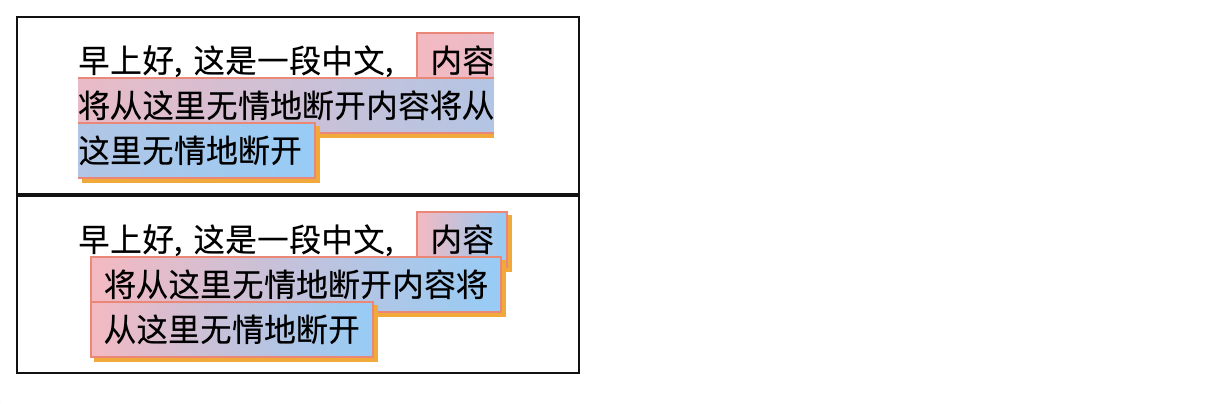 早上好, 这是一段中文, 内容
将从这里无情地断开内容将从
这里无情地断开
早上好, 这是一段中文, 内容
将从这里无情地断开内容将
从这里无情地断开